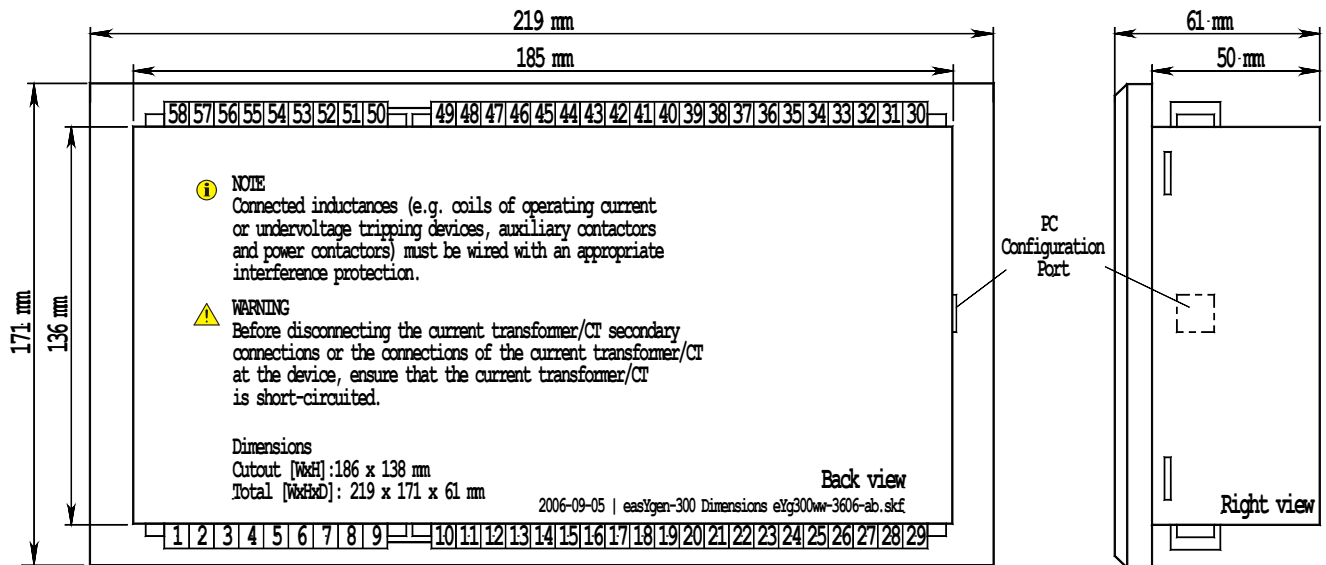 219 mm
61 mm
185 mm
50 mm
58 57 56 55 54 53 52 51 50 49 48 47 46 45 44 43 42 41 40 39 38 37 36 35 34 33 32 31 30
i NOTE
Connected inductances (e.g. coils of operating current
or undervoltage tripping devices, auxiliary contactors
and power contactors) must be wired with an appropriate
interference protection.
! WARNING
Before disconnecting the current transformer/CT secondary
connections or the connections of the current transformer/CT
at the device, ensure that the current transformer/CT
is short-circuited.
171 mm
136 mm
PC
Configuration
Port
Dimensions
Cutout [WxH]:186 x 138 mm
Total [WxHxD]: 219 x 171 x 61 mm
Back view
2006-09-05 | easYgen-300 Dimensions eYg300ww-3606-ab.skf
Right view
1 2 3 4 5 6 7 8 9 10 11 12 13 14 15 16 17 18 19 20 21 22 23 24 25 26 27 28 29